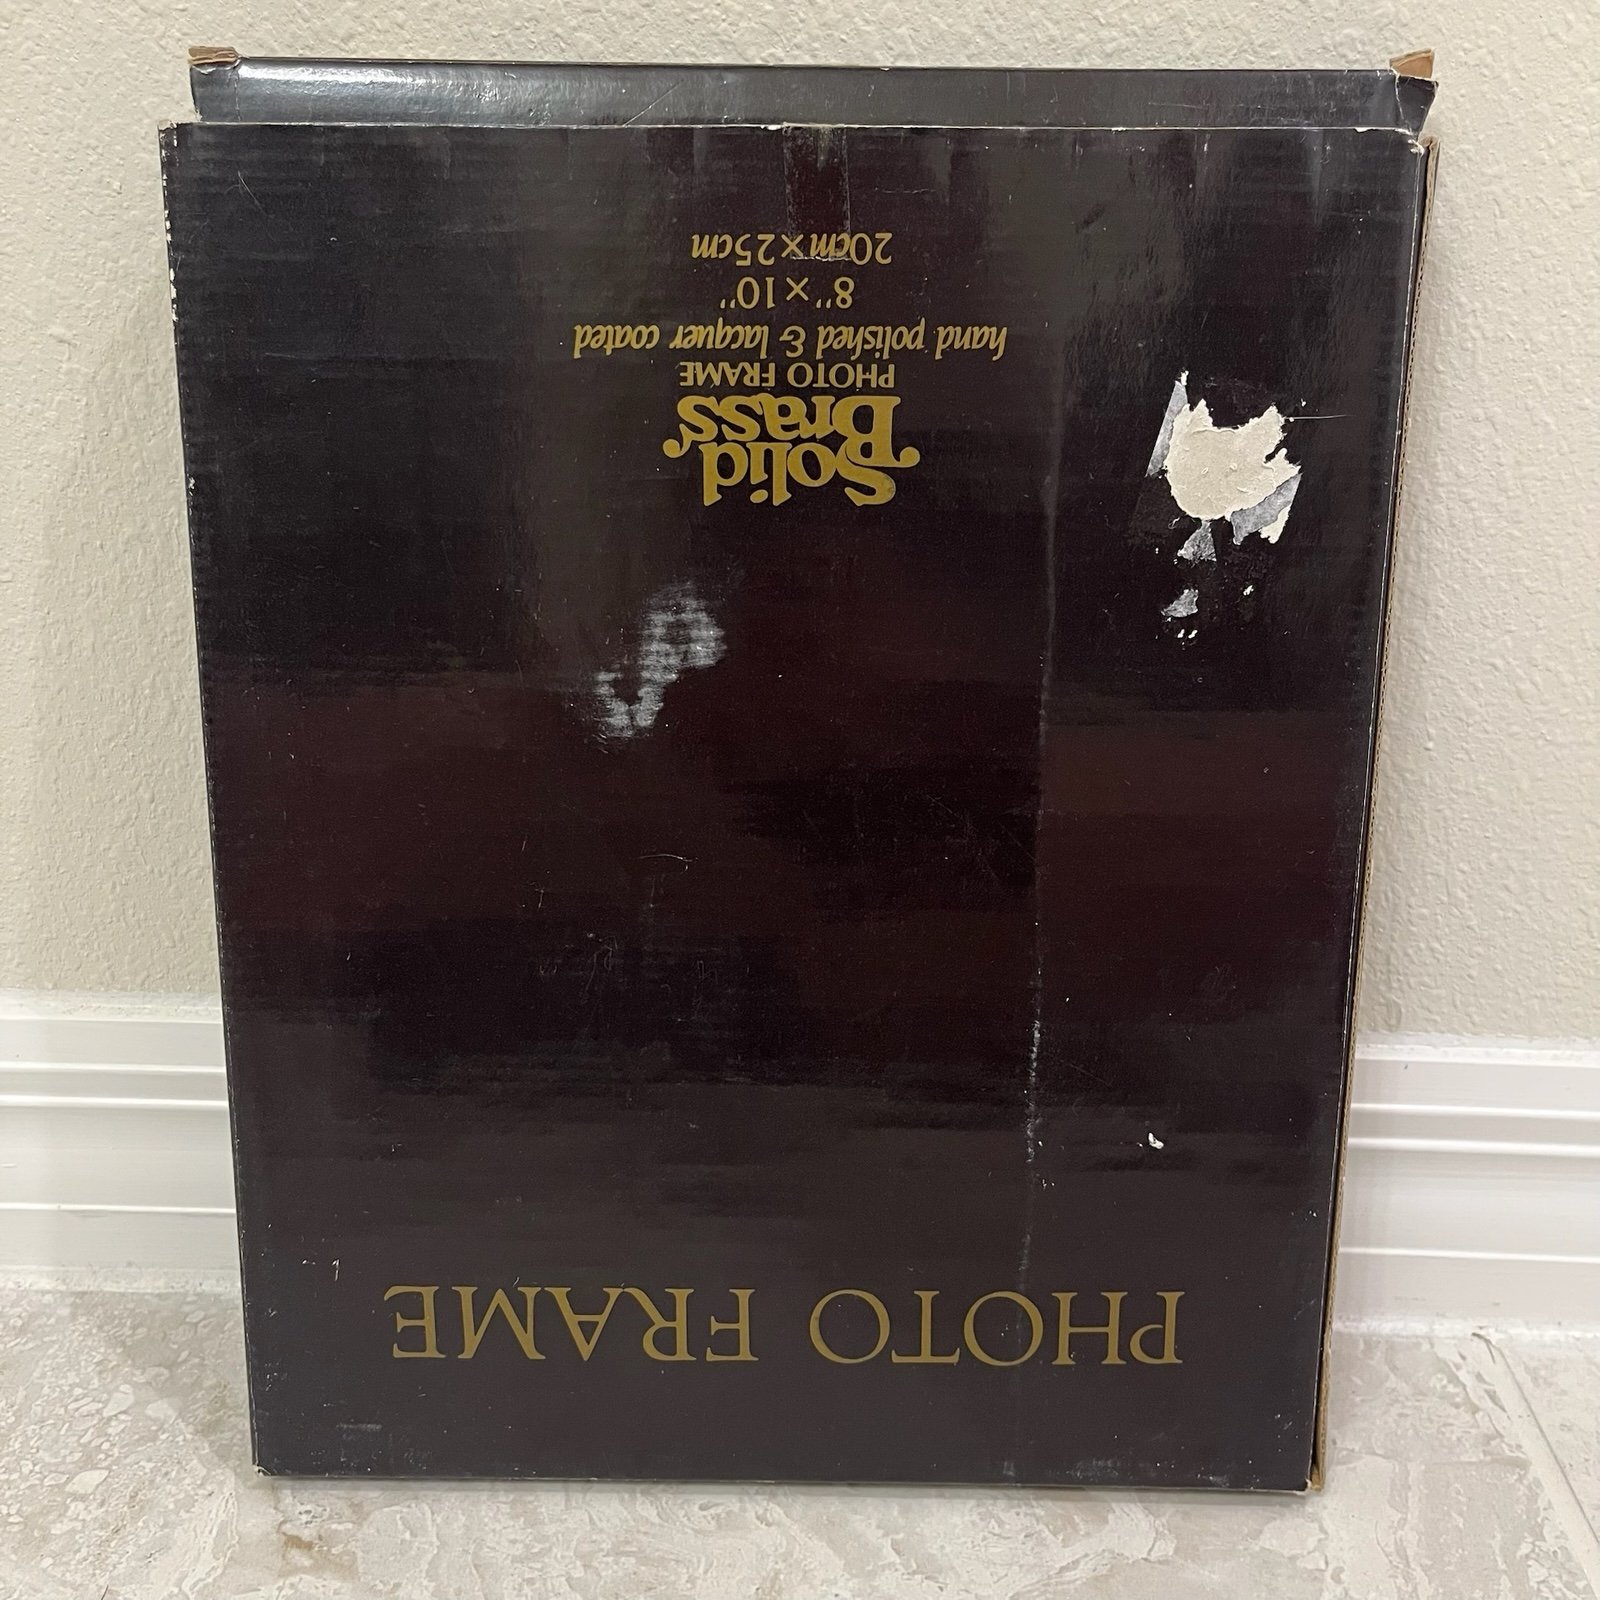 PHOTO FRAME
Solid
Brass
PHOTO FRAME
hand polished & lacquer coated
8"×10"
20cm×25cm